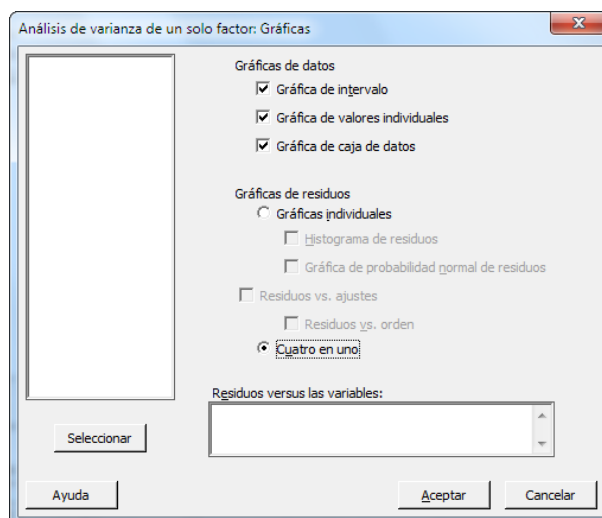 Análisis de varianza de un solo factor: Gráficas
Gráficas de datos
Gráfica de intervalo
Gráfica de valores individuales
Gráfica de caja de datos
Gráficas de residuos
Gráficas individuales
Histograma de residuos
Gráfica de probabilidad normal de residuos
Residuos vs. ajustes
Residuos vs. orden
Cuatro en uno
Residuos versus las variables:
Seleccionar
Ayuda
Aceptar
Cancelar